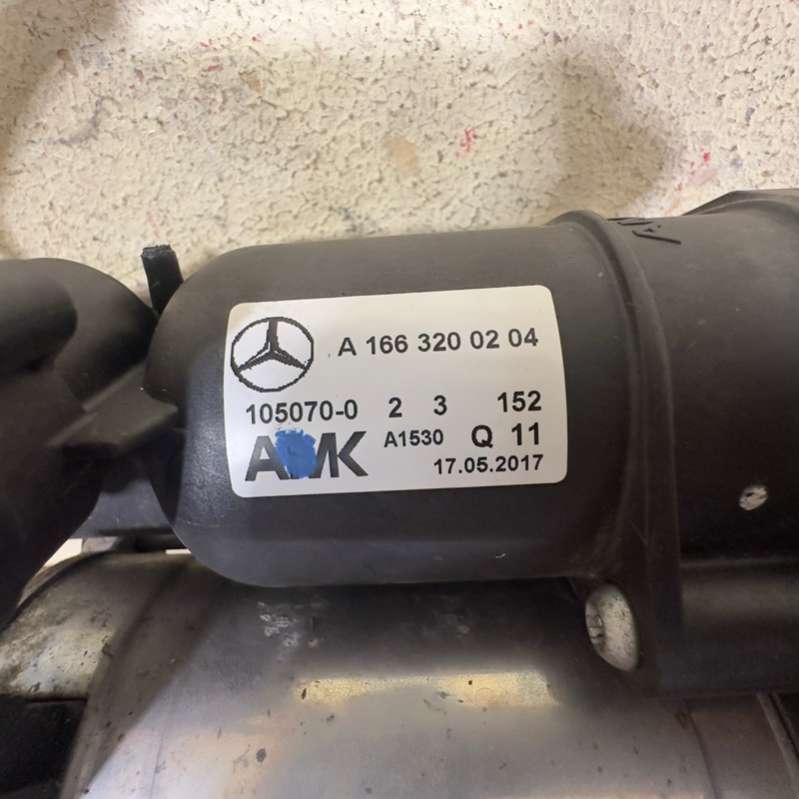 A 166 320 02 04
105070-0 2 3 152
AMK A1530 Q 11
17.05.2017